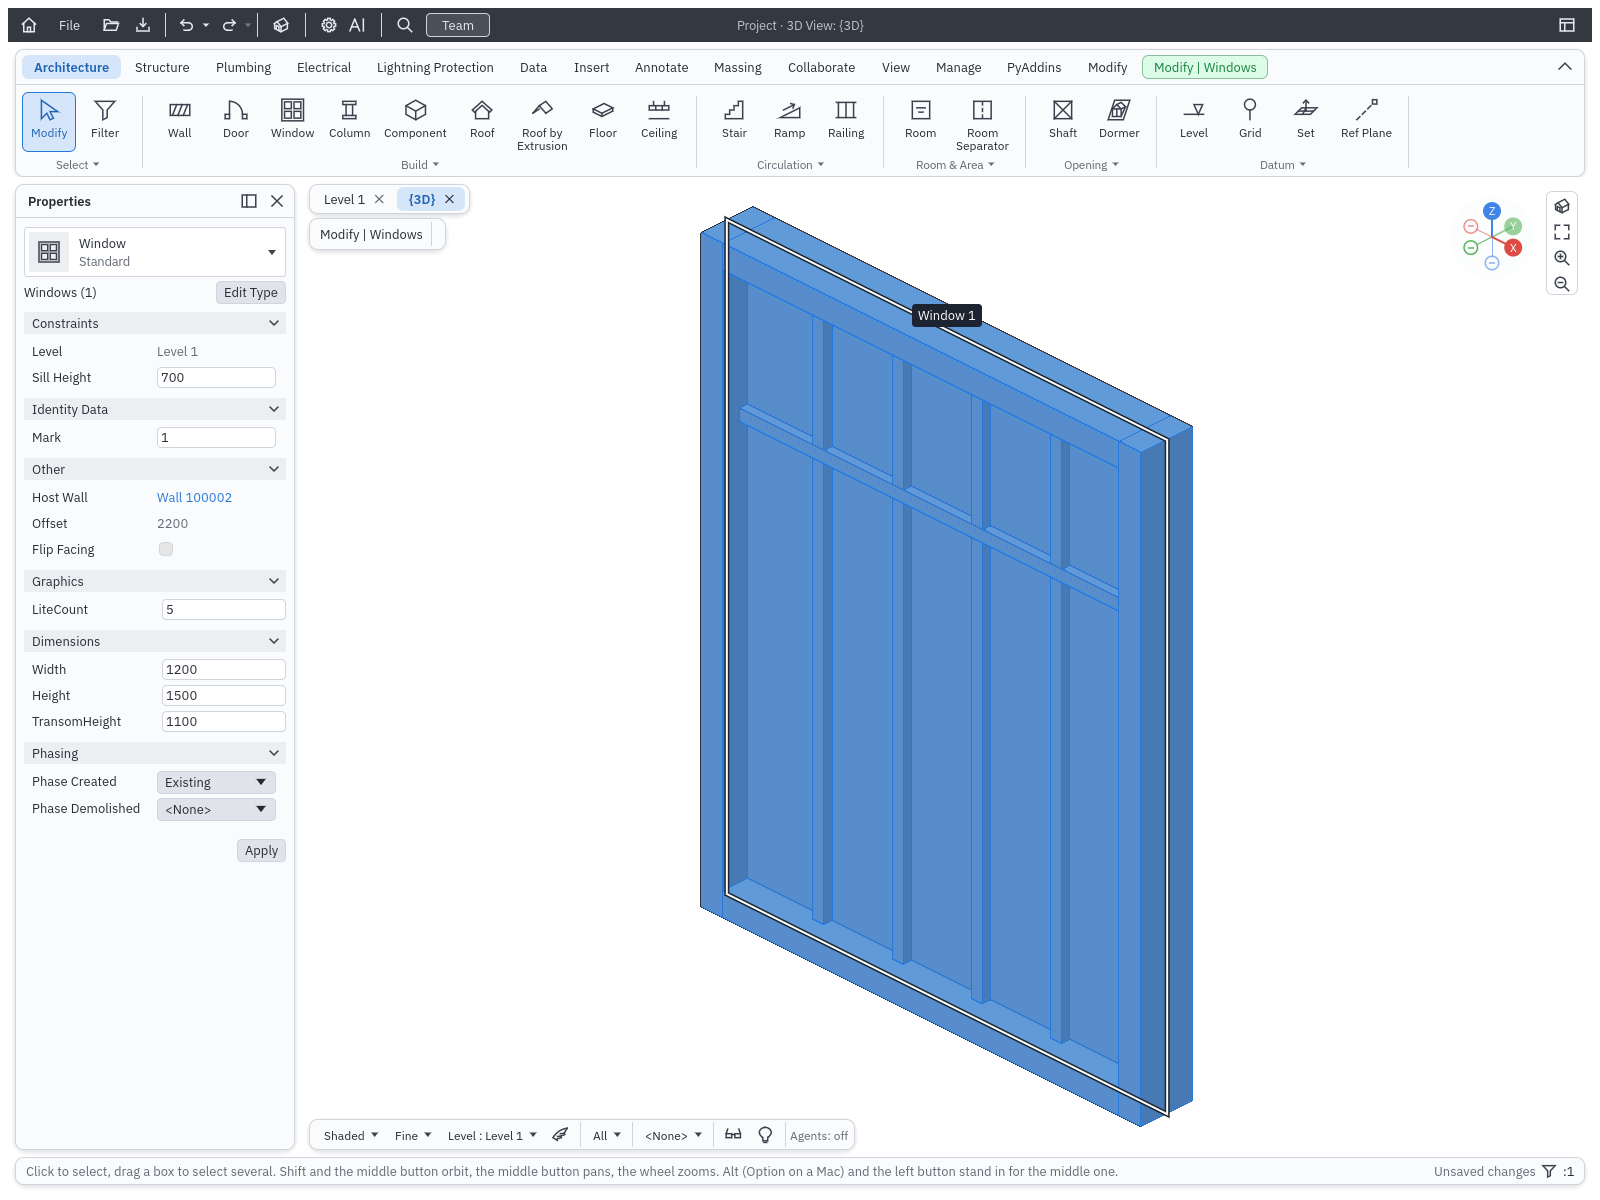 File
AI
Team
Project · 3D View: {3D}
Architecture
Structure
Plumbing
Electrical
Lightning Protection
Data
Insert
Annotate
Massing
Collaborate
View
Manage
PyAddins
Modify
Modify | Windows
Modify
Filter
Wall
Door
Window
Column
Component
Roof
Roof by
Extrusion
Floor
Ceiling
Stair
Ramp
Railing
Room
Room
Separator
Shaft
Dormer
Level
Grid
Set
Ref Plane
Select
Build
Circulation
Room & Area
Opening
Datum
Properties
Window
Standard
Windows (1)
Edit Type
Constraints
Level
Level 1
Sill Height
700
Identity Data
Mark
1
Other
Host Wall
Wall 100002
Offset
2200
Flip Facing
Graphics
LiteCount
5
Dimensions
Width
1200
Height
1500
TransomHeight
1100
Phasing
Phase Created
Existing
Phase Demolished
<None>
Apply
Level 1
{3D}
Modify | Windows
Window 1
Z
Y
X
Shaded
Fine
Level : Level 1
All
<None>
Agents: off
Click to select, drag a box to select several. Shift and the middle button orbit, the middle button pans, the wheel zooms. Alt (Option on a Mac) and the left button stand in for the middle one.
Unsaved changes
:1